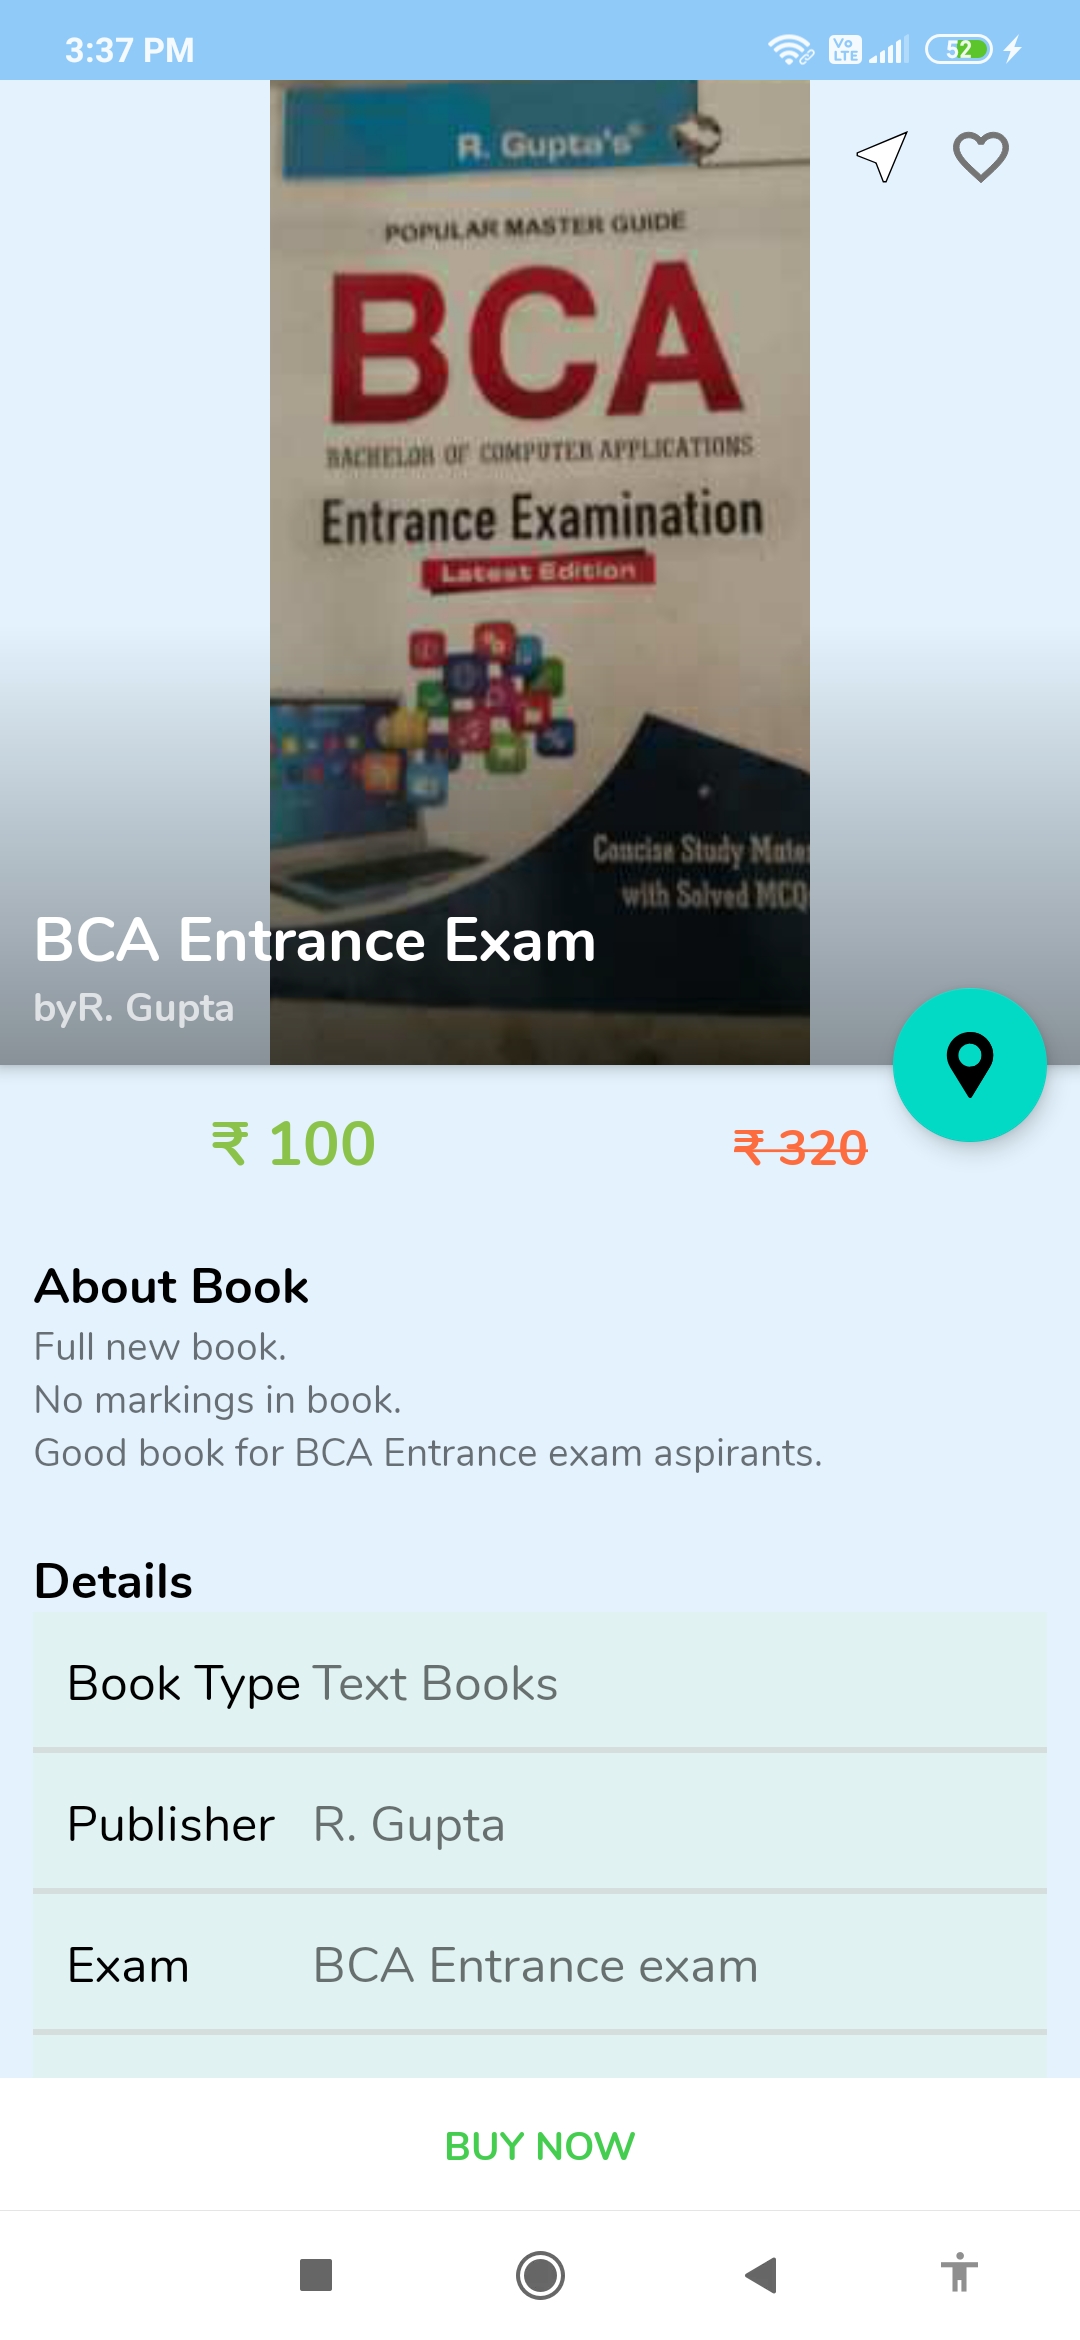 3:37 PM
Vo
LTE
52
R. Gupta's
POPULAR MASTER GUIDE
BCA
BACHELOR OF COMPUTER APPLICATIONS
Entrance Examination
Latest Edition
Concise Study Mate
with Solved MCQ
BCA Entrance Exam
byR. Gupta
₹ 100
₹ 320
About Book
Full new book.
No markings in book.
Good book for BCA Entrance exam aspirants.
Details
Book Type Text Books
Publisher R. Gupta
Exam BCA Entrance exam
BUY NOW